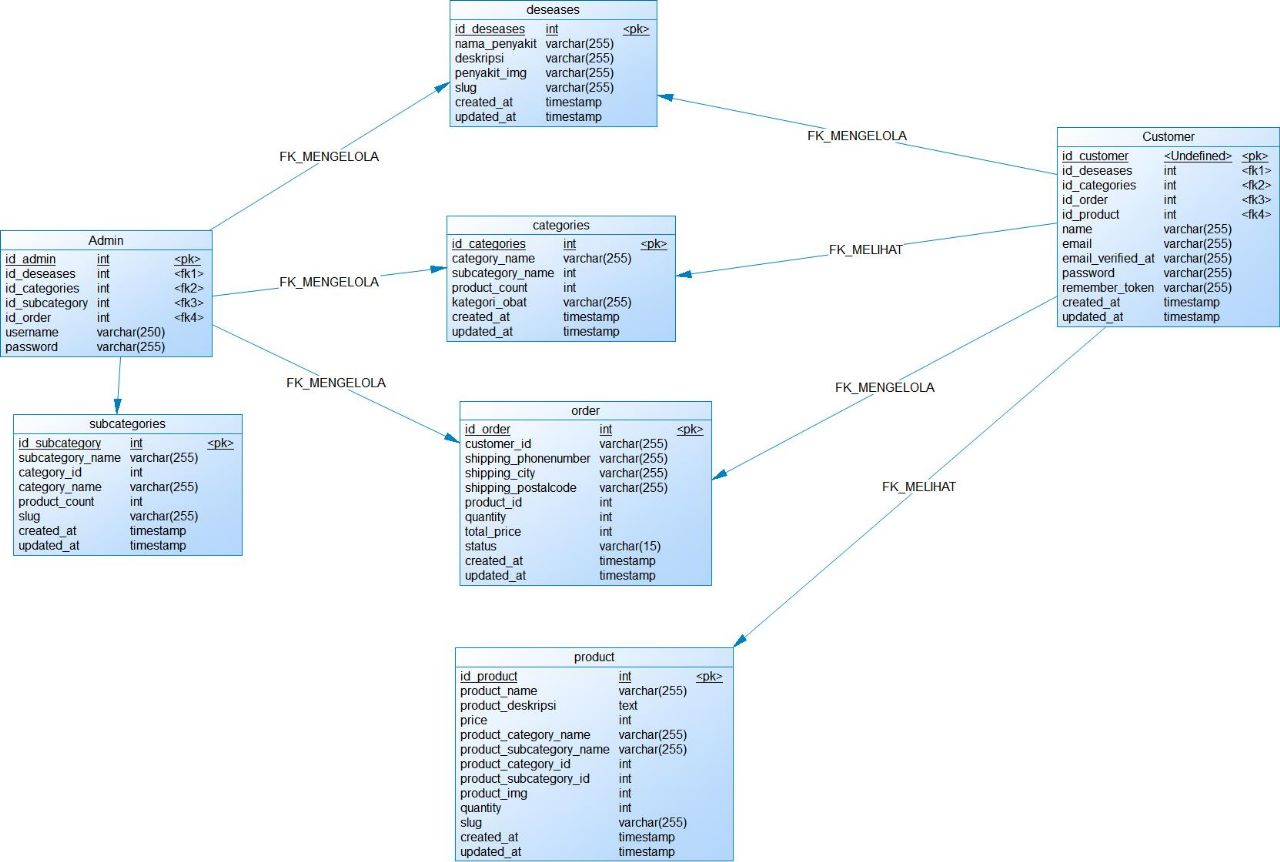 deseases
id_deseases int <pk>
nama_penyakit varchar(255)
deskripsi varchar(255)
penyakit_img varchar(255)
slug varchar(255)
created_at timestamp
updated_at timestamp
FK_MENGELOLA
FK_MENGELOLA
Customer
id_customer <Undefined> <pk>
id_deseases int <fk1>
id_categories int <fk2>
id_order int <fk3>
id_product int <fk4>
name varchar(255)
email varchar(255)
email_verified_at varchar(255)
password varchar(255)
remember_token varchar(255)
created_at timestamp
updated_at timestamp
Admin
id_admin int <pk>
id_deseases int <fk1>
id_categories int <fk2>
id_subcategory int <fk3>
id_order int <fk4>
username varchar(250)
password varchar(255)
FK_MENGELOLA
categories
id_categories int <pk>
category_name varchar(255)
subcategory_name int
product_count int
kategori_obat varchar(255)
created_at timestamp
updated_at timestamp
FK_MELIHAT
FK_MENGELOLA
FK_MENGELOLA
subcategories
id_subcategory int <pk>
subcategory_name varchar(255)
category_id int
category_name varchar(255)
product_count int
slug varchar(255)
created_at timestamp
updated_at timestamp
order
id_order int <pk>
customer_id varchar(255)
shipping_phonenumber varchar(255)
shipping_city varchar(255)
shipping_postalcode varchar(255)
product_id int
quantity int
total_price int
status varchar(15)
created_at timestamp
updated_at timestamp
FK_MELIHAT
product
id_product int <pk>
product_name varchar(255)
product_deskripsi text
price int
product_category_name varchar(255)
product_subcategory_name varchar(255)
product_category_id int
product_subcategory_id int
product_img int
quantity int
slug varchar(255)
created_at timestamp
updated_at timestamp